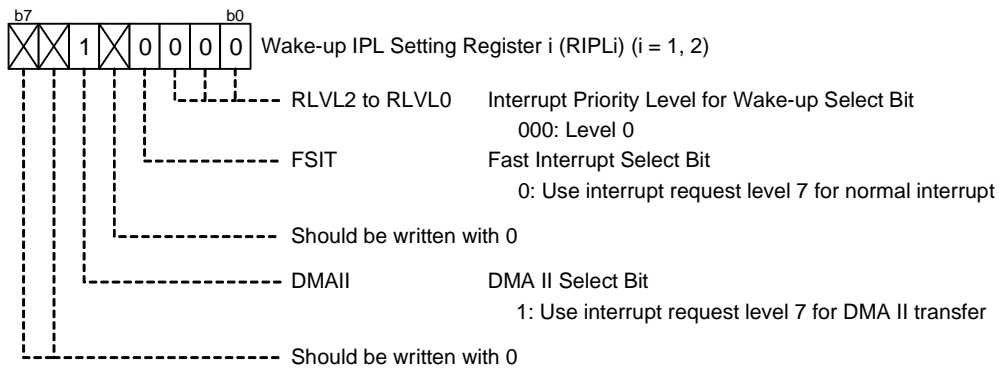 b7 b0
1 0 0 0 0 Wake-up IPL Setting Register i (RIPLi) (i = 1, 2)
RLVL2 to RLVL0 Interrupt Priority Level for Wake-up Select Bit
000: Level 0
FSIT Fast Interrupt Select Bit
0: Use interrupt request level 7 for normal interrupt
Should be written with 0
DMAII DMA II Select Bit
1: Use interrupt request level 7 for DMA II transfer
Should be written with 0